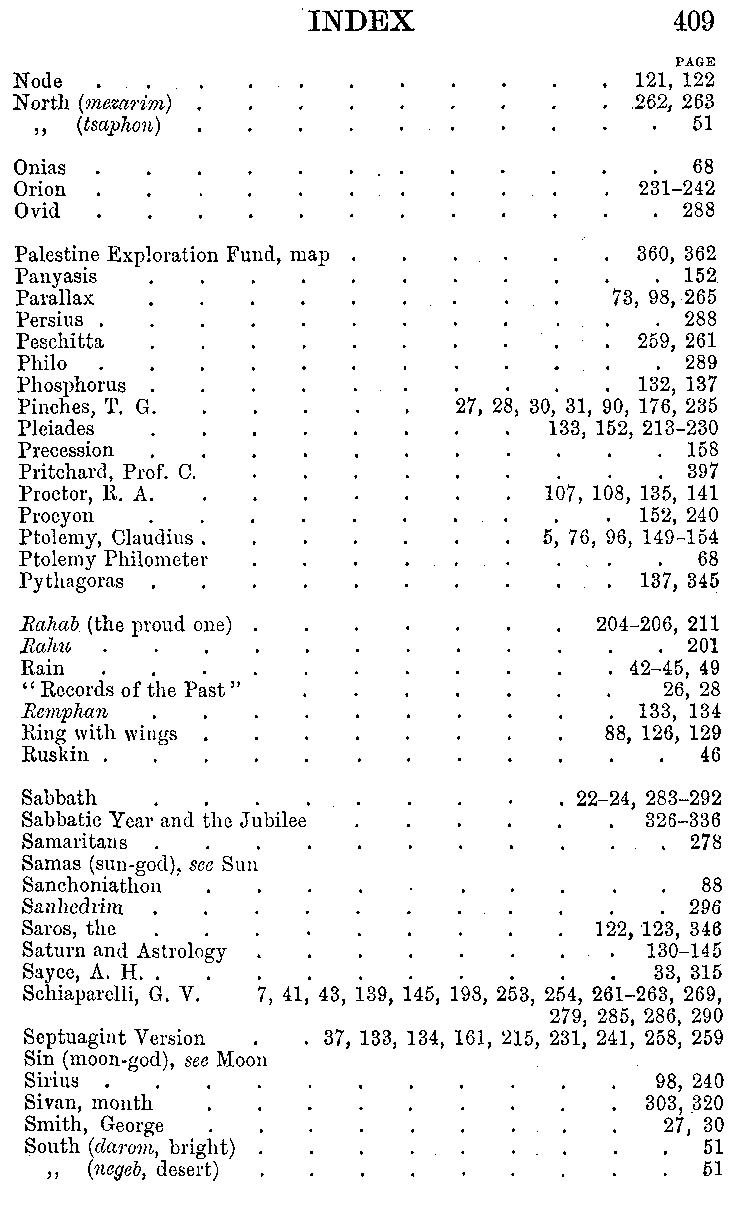 INDEX 409
PAGE
Node . . . . . . . . . . . 121, 122
North (mezarim) . . . . . . . . . 262, 263
,, (tsaphon) . . . . . . . . . . 51
Onias . . . . . . . . . . . . 68
Orion . . . . . . . . . . . 231–242
Ovid . . . . . . . . . . . . 288
Palestine Exploration Fund, map . . . . . . 360, 362
Panyasis . . . . . . . . . . . 152
Parallax . . . . . . . . . 73, 98, 265
Persius . . . . . . . . . . . . 288
Peschitta . . . . . . . . . . 259, 261
Philo . . . . . . . . . . . . 289
Phosphorus . . . . . . . . . . 132, 137
Pinches, T. G. . . . . . 27, 28, 30, 31, 90, 176, 235
Pleiades . . . . . . . . 133, 152, 213–230
Precession . . . . . . . . . . . 158
Pritchard, Prof. C. . . . . . . . . . 397
Proctor, R. A. . . . . . . . 107, 108, 135, 141
Procyon . . . . . . . . . . 152, 240
Ptolemy, Claudius . . . . . . . 5, 76, 96, 149–154
Ptolemy Philometer . . . . . . . . . 68
Pythagoras . . . . . . . . . . 137, 345
Rahab (the proud one) . . . . . . . 204–206, 211
Rahu . . . . . . . . . . . . 201
Rain . . . . . . . . . . . 42–45, 49
“Records of the Past” . . . . . . . 26, 28
Remphan . . . . . . . . . . 133, 134
Ring with wings . . . . . . . . 88, 126, 129
Ruskin . . . . . . . . . . . . 46
Sabbath . . . . . . . . . 22–24, 283–292
Sabbatic Year and the Jubilee . . . . . . 326–336
Samaritans . . . . . . . . . . . 278
Samas (sun-god), see Sun
Sanchoniathon . . . . . . . . . . 88
Sanhedrim . . . . . . . . . . . 296
Saros, the . . . . . . . . 122, 123, 346
Saturn and Astrology . . . . . . . . 130–145
Sayce, A. H. . . . . . . . . . . . 33, 315
Schiaparelli, G. V. 7, 41, 43, 139, 145, 198, 253, 254, 261–263, 269,
279, 285, 286, 290
Septuagint Version . . 37, 133, 134, 161, 215, 231, 241, 258, 259
Sin (moon-god), see Moon
Sirius . . . . . . . . . . . 98, 240
Sivan, month . . . . . . . . . 303, 320
Smith, George . . . . . . . . . 27, 30
South (darom, bright) . . . . . . . . . 51
,, (negeb, desert) . . . . . . . . . 51